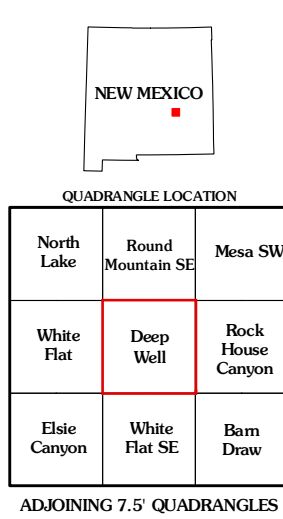 NEW MEXICO
QUADRANGLE LOCATION
North
Lake
Round
Mountain SE
Mesa SW
White
Flat
Deep
Well
Rock
House
Canyon
Elsie
Canyon
White
Flat SE
Barn
Draw
ADJOINING 7.5' QUADRANGLES